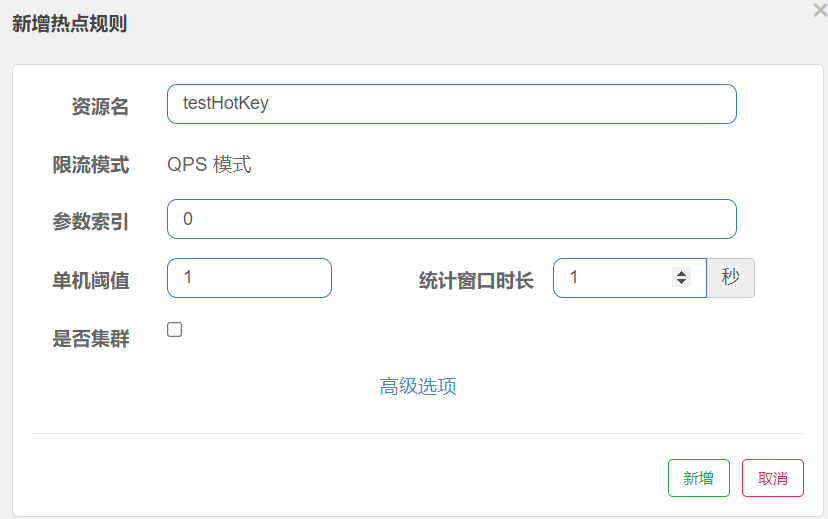 新增热点规则
资源名 testHotKey
限流模式 QPS 模式
参数索引 0
单机阈值 1 统计窗口时长 1 秒
是否集群
高级选项
新增 取消